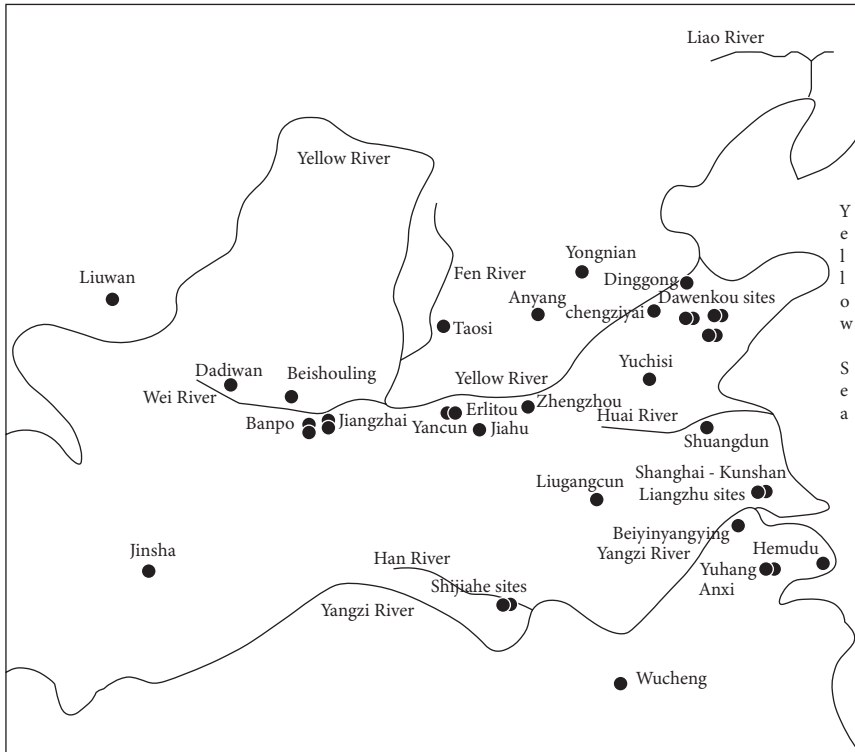 Liao River
Yellow River
Yellow Sea
Yongnian
Fen River
Dinggong
Liuwan
Dawenkou sites
Anyang
chengziyai
Taosi
Dadiwan
Beishouling
Yuchisi
Wei River
Yellow River
Zhengzhou
Erlitou
Huai River
Banpo
Jiangzhai
Yancun
Jiahu
Shuangdun
Shanghai - Kunshan
Liangzhu sites
Liugangcun
Beiyinyangying
Yangzi River
Jinsha
Han River
Hemudu
Yuhang
Anxi
Shijiahe sites
Yangzi River
Wucheng